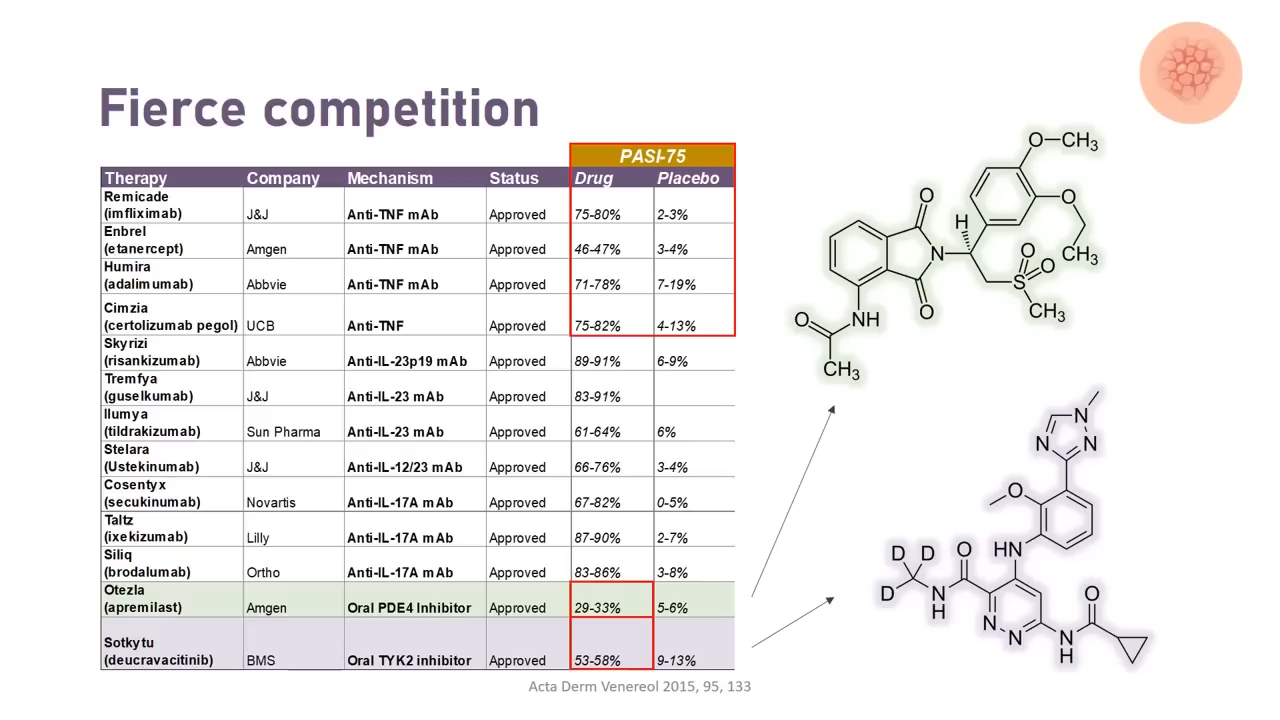 Fierce competition
PASI-75
Therapy Company Mechanism Status Drug Placebo
Remicade
(imfliximab) J&J Anti-TNF mAb Approved 75-80% 2-3%
Enbrel
(etanercept) Amgen Anti-TNF mAb Approved 46-47% 3-4%
Humira
(adalimumab) Abbvie Anti-TNF mAb Approved 71-78% 7-19%
Cimzia
(certolizumab pegol) UCB Anti-TNF Approved 75-82% 4-13%
Skyrizi
(risankizumab) Abbvie Anti-IL-23p19 mAb Approved 89-91% 6-9%
Tremfya
(guselkumab) J&J Anti-IL-23 mAb Approved 83-91%
Ilumya
(tildrakizumab) Sun Pharma Anti-IL-23 mAb Approved 61-64% 6%
Stelara
(Ustekinumab) J&J Anti-IL-12/23 mAb Approved 66-76% 3-4%
Cosentyx
(secukinumab) Novartis Anti-IL-17A mAb Approved 67-82% 0-5%
Taltz
(ixekizumab) Lilly Anti-IL-17A mAb Approved 87-90% 2-7%
Siliq
(brodalumab) Ortho Anti-IL-17A mAb Approved 83-86% 3-8%
Otezla
(apremilast) Amgen Oral PDE4 Inhibitor Approved 29-33% 5-6%
Sotkytu
(deucravacitinib) BMS Oral TYK2 inhibitor Approved 53-58% 9-13%
O CH3
O
O
H
CH3
N
O
O
S
O
CH3
O
NH
O
CH3
N
N
N
O
HN
D D
D
O
N
H
N
N
N
H
O
Acta Derm Venereol 2015, 95, 133